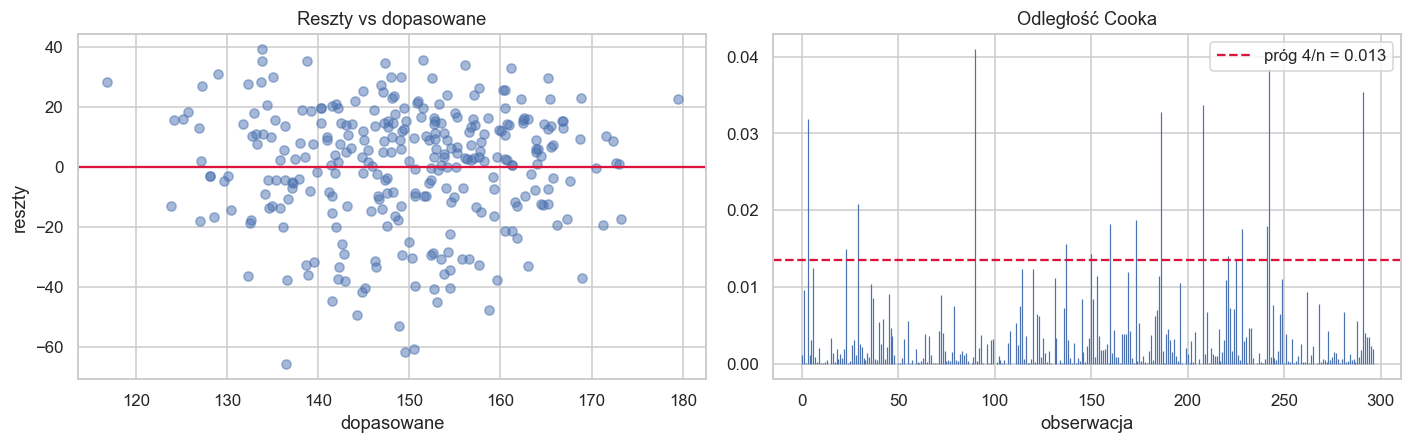 Reszty vs dopasowane
reszty
40
20
0
−20
−40
−60
120 130 140 150 160 170 180
dopasowane
Odległość Cooka
próg 4/n = 0.013
0.04
0.03
0.02
0.01
0.00
0 50 100 150 200 250 300
obserwacja